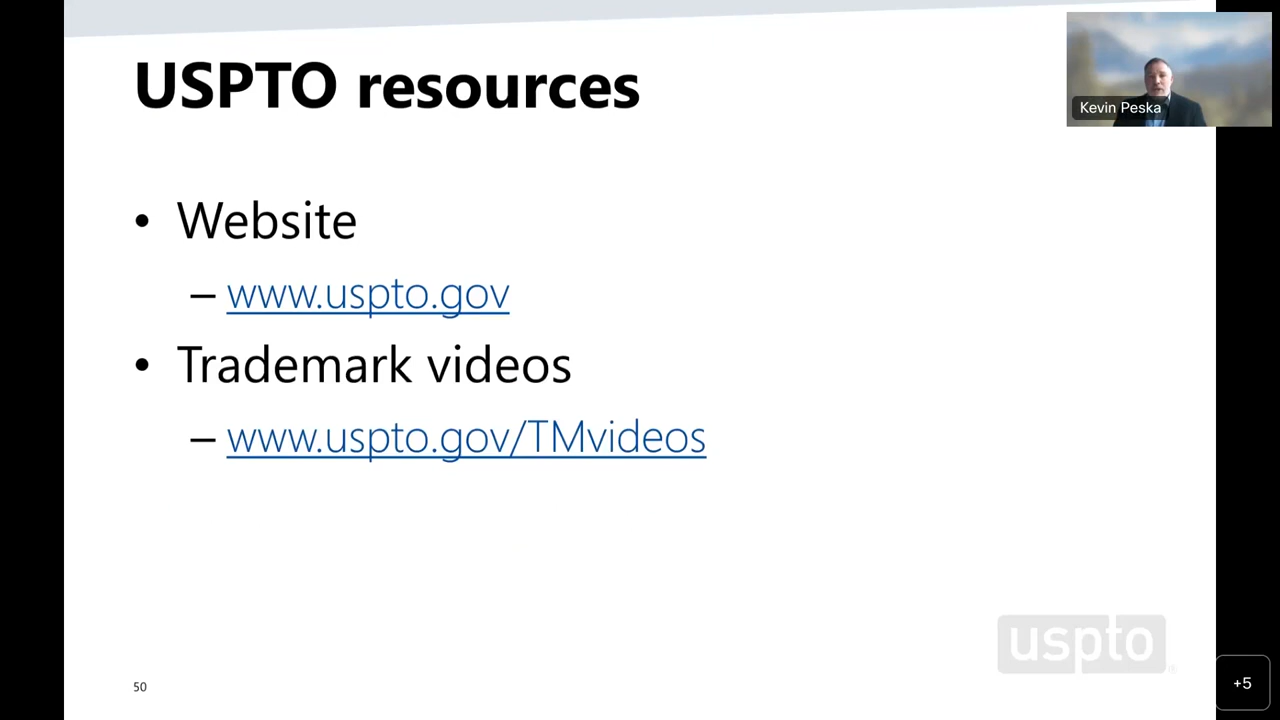 USPTO resources
Kevin Peska
• Website
– www.uspto.gov
• Trademark videos
– www.uspto.gov/TMvideos
uspto
50
+5